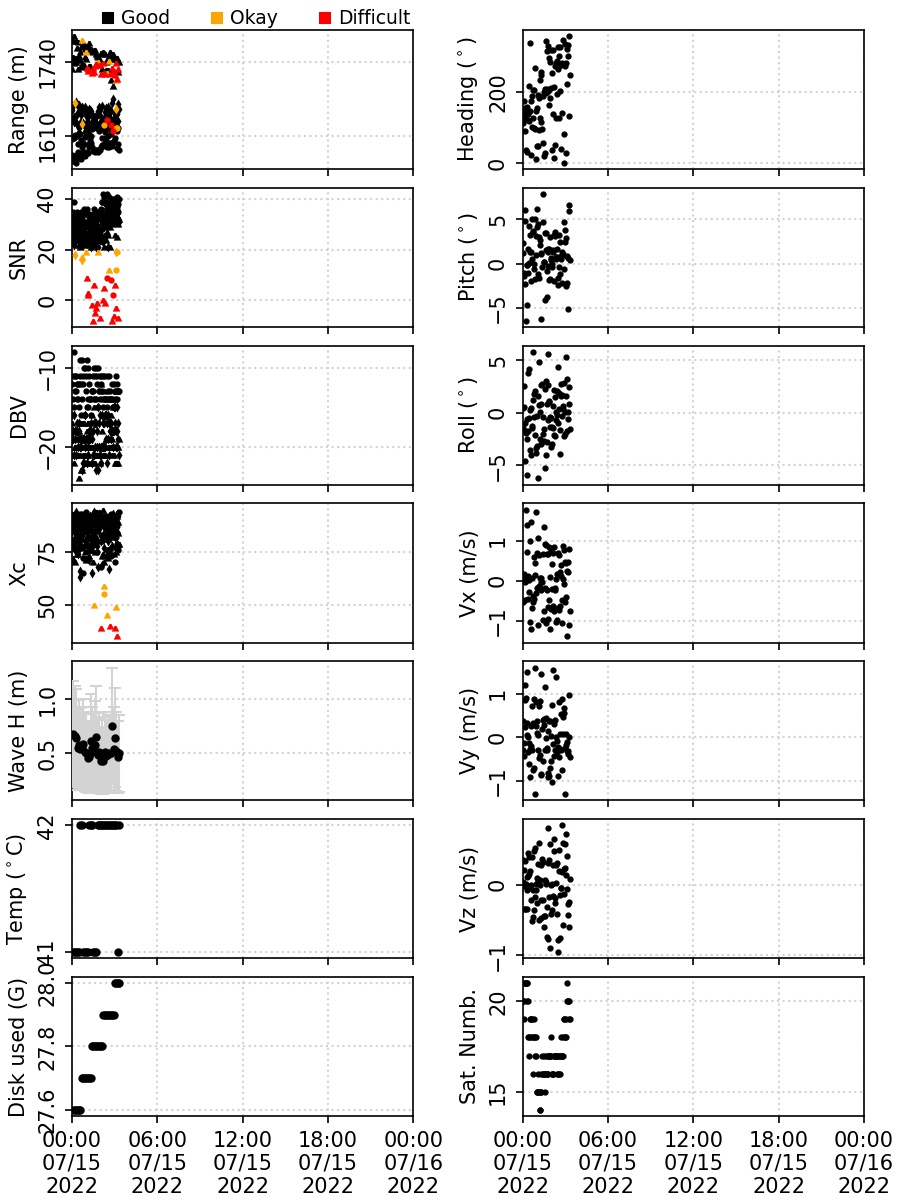 Good Okay Difficult
Range (m)
1740
1610
Heading (°)
200
0
SNR
40
20
0
Pitch (°)
5
0
−5
DBV
−10
−20
Roll (°)
5
0
−5
Xc
75
50
Vx (m/s)
1
0
−1
Wave H (m)
1.0
0.5
Vy (m/s)
1
0
−1
Temp (°C)
42
41
Vz (m/s)
0
−1
Disk used (G)
28.0
27.8
27.6
Sat. Numb.
20
15
00:00 06:00 12:00 18:00 00:00
07/15 07/15 07/15 07/15 07/16
2022 2022 2022 2022 2022
00:00 06:00 12:00 18:00 00:00
07/15 07/15 07/15 07/15 07/16
2022 2022 2022 2022 2022